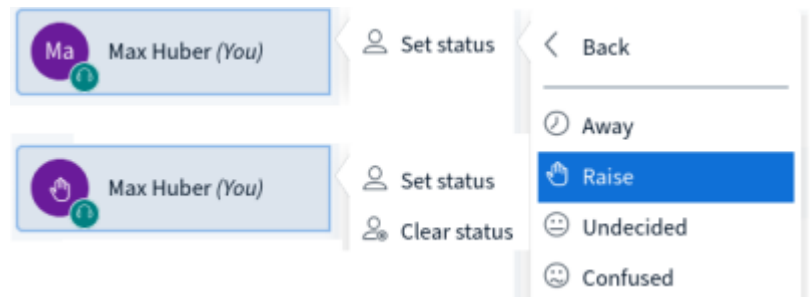 Ma Max Huber (You)
Set status
Max Huber (You)
Set status
Clear status
Back
Away
Raise
Undecided
Confused